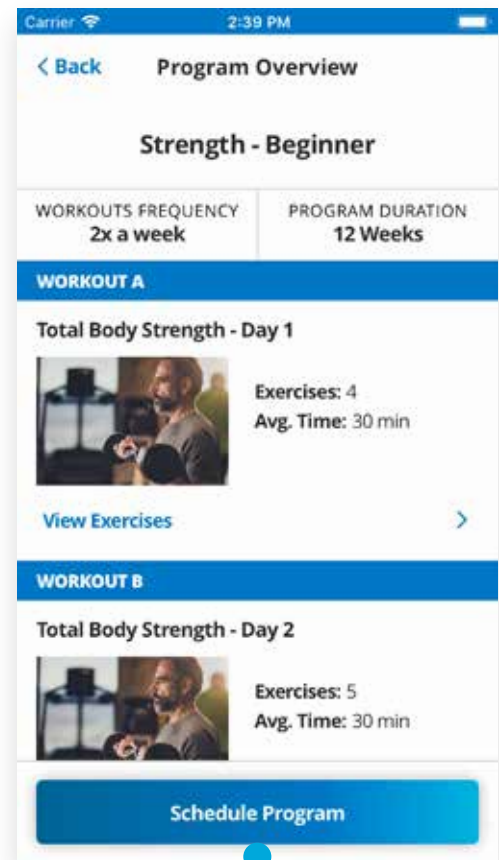 Carrier 2:39 PM
< Back Program Overview
Strength - Beginner
WORKOUTS FREQUENCY PROGRAM DURATION
2x a week 12 Weeks
WORKOUT A
Total Body Strength - Day 1
Exercises: 4
Avg. Time: 30 min
View Exercises >
WORKOUT B
Total Body Strength - Day 2
Exercises: 5
Avg. Time: 30 min
Schedule Program